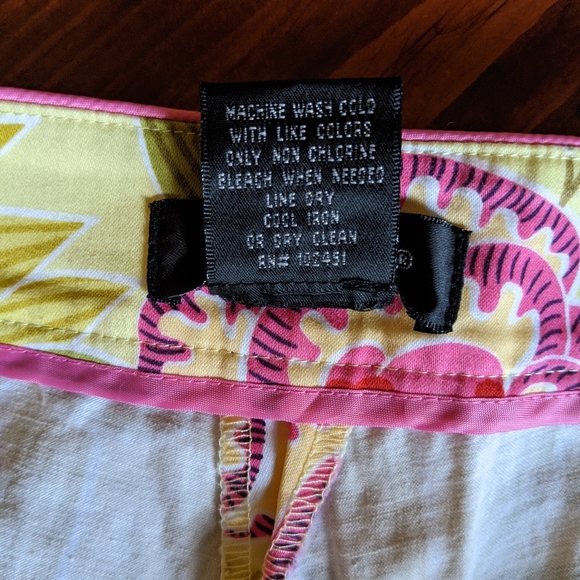 MACHINE WASH COLD
WITH LIKE COLORS
ONLY NON CHLORINE
BLEACH WHEN NEEDED
LINE DRY
COOL IRON
OR DRY CLEAN
RN# 102451
®